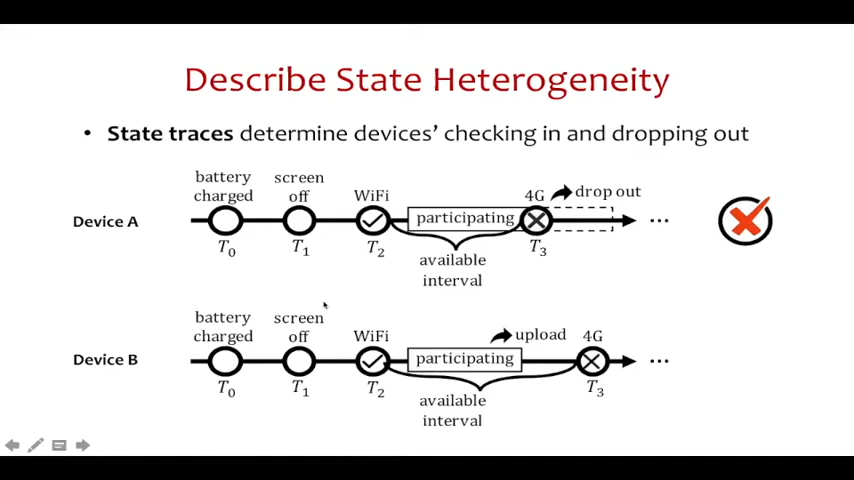 Describe State Heterogeneity
• State traces determine devices' checking in and dropping out
battery charged
screen off
WiFi
4G
drop out
Device A
participating
...
T0
T1
T2
T3
available interval
battery charged
screen off
WiFi
upload
4G
Device B
participating
...
T0
T1
T2
T3
available interval